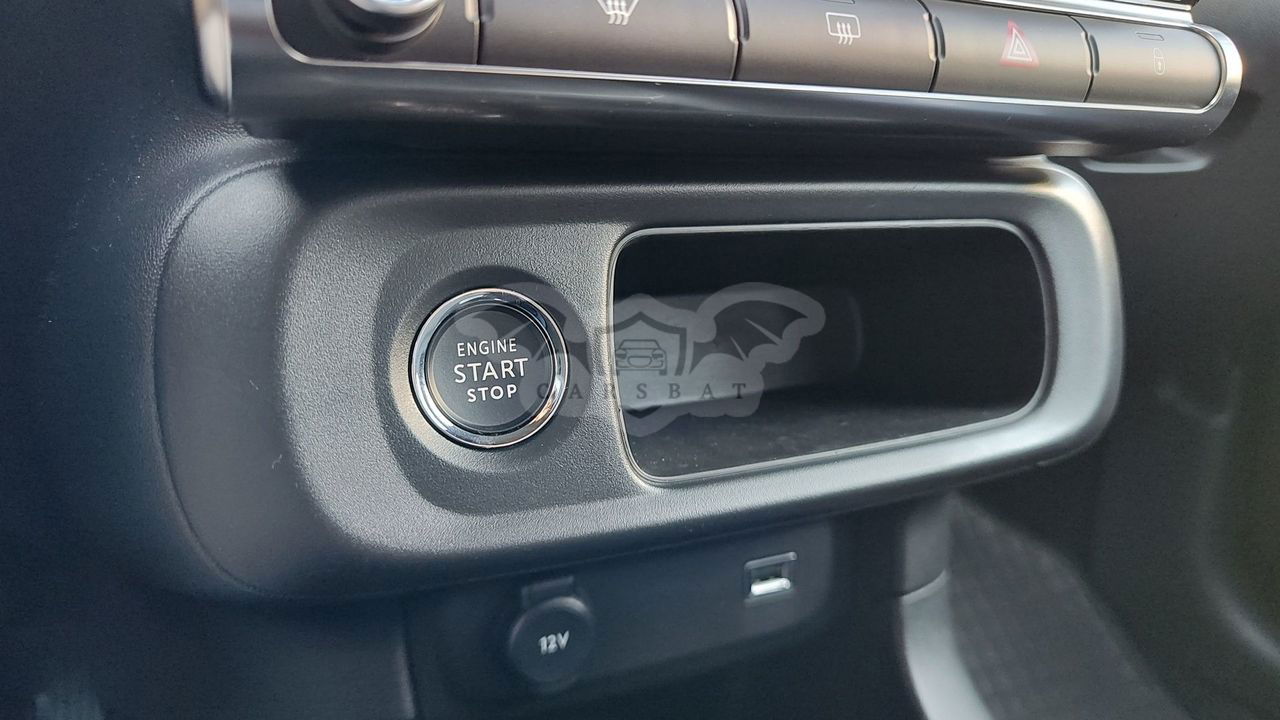 ENGINE
START
STOP
CARSBAT
12V